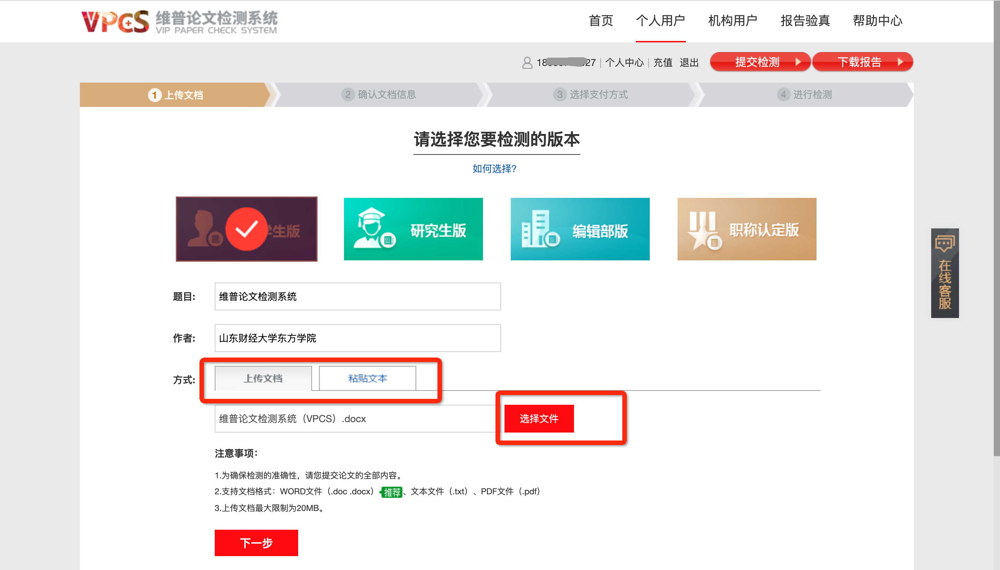 VPCS 维普论文检测系统
VIP PAPER CHECK SYSTEM
首页 个人用户 机构用户 报告验真 帮助中心
18 27 | 个人中心 | 充值 退出 提交检测 下载报告
1 上传文档 2 确认文档信息 3 选择支付方式 4 进行检测
请选择您要检测的版本
如何选择?
生版 研究生版 编辑部版 职称认定版
在线客服
题目: 维普论文检测系统
作者: 山东财经大学东方学院
方式: 上传文档 粘贴文本
维普论文检测系统（VPCS）.docx 选择文件
注意事项:
1.为确保检测的准确性，请您提交论文的全部内容。
2.支持文档格式：WORD文件（.doc .docx）推荐、文本文件（.txt）、PDF文件（.pdf）
3.上传文档最大限制为20MB。
下一步